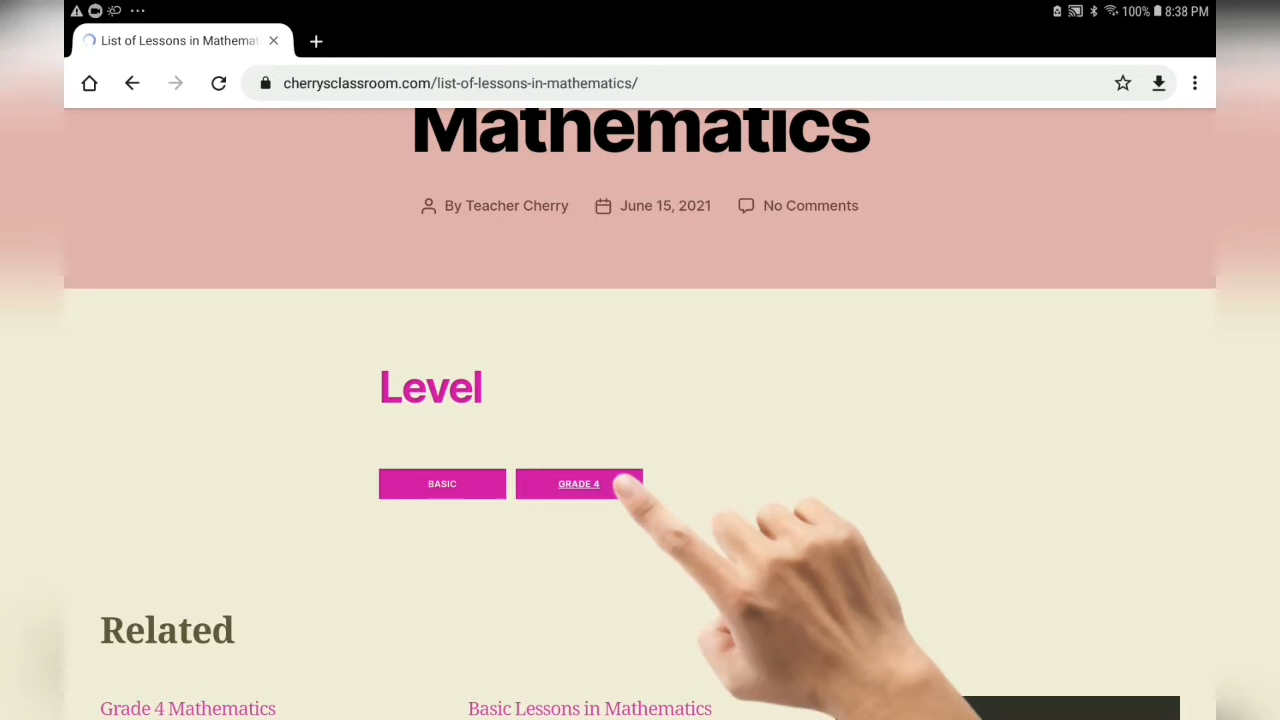 100% 8:38 PM
List of Lessons in Mathemat
cherrysclassroom.com/list-of-lessons-in-mathematics/
Mathematics
By Teacher Cherry June 15, 2021 No Comments
Level
BASIC GRADE 4
Related
Grade 4 Mathematics Basic Lessons in Mathematics